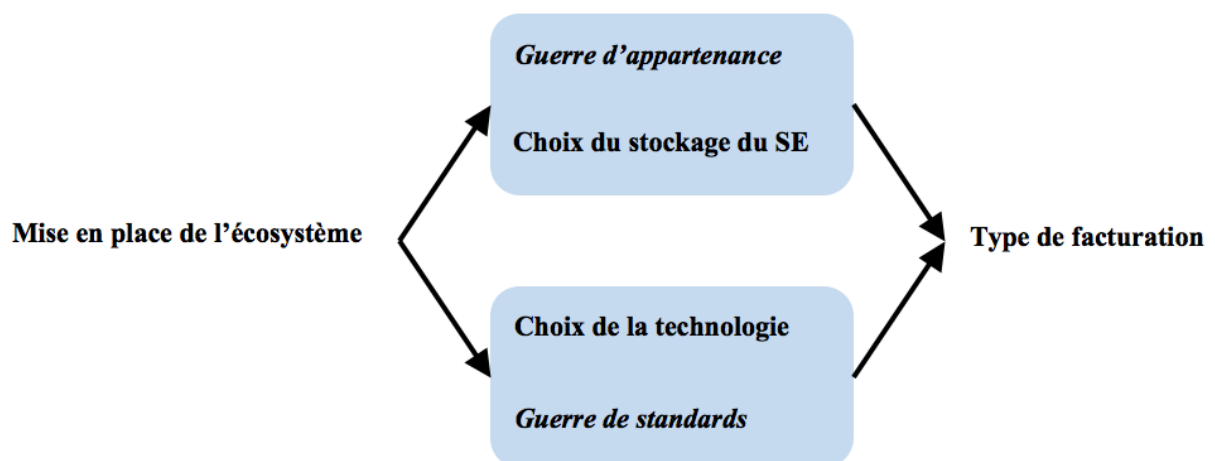 Guerre d’appartenance
Choix du stockage du SE
Mise en place de l’écosystème
Type de facturation
Choix de la technologie
Guerre de standards